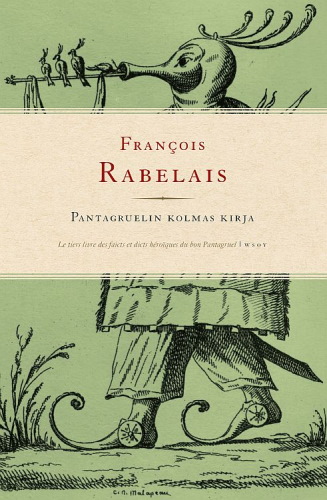 François
Rabelais
Pantagruelin kolmas kirja
Le tiers livre des faicts et dicts héroïques du bon Pantagruel | WSOY